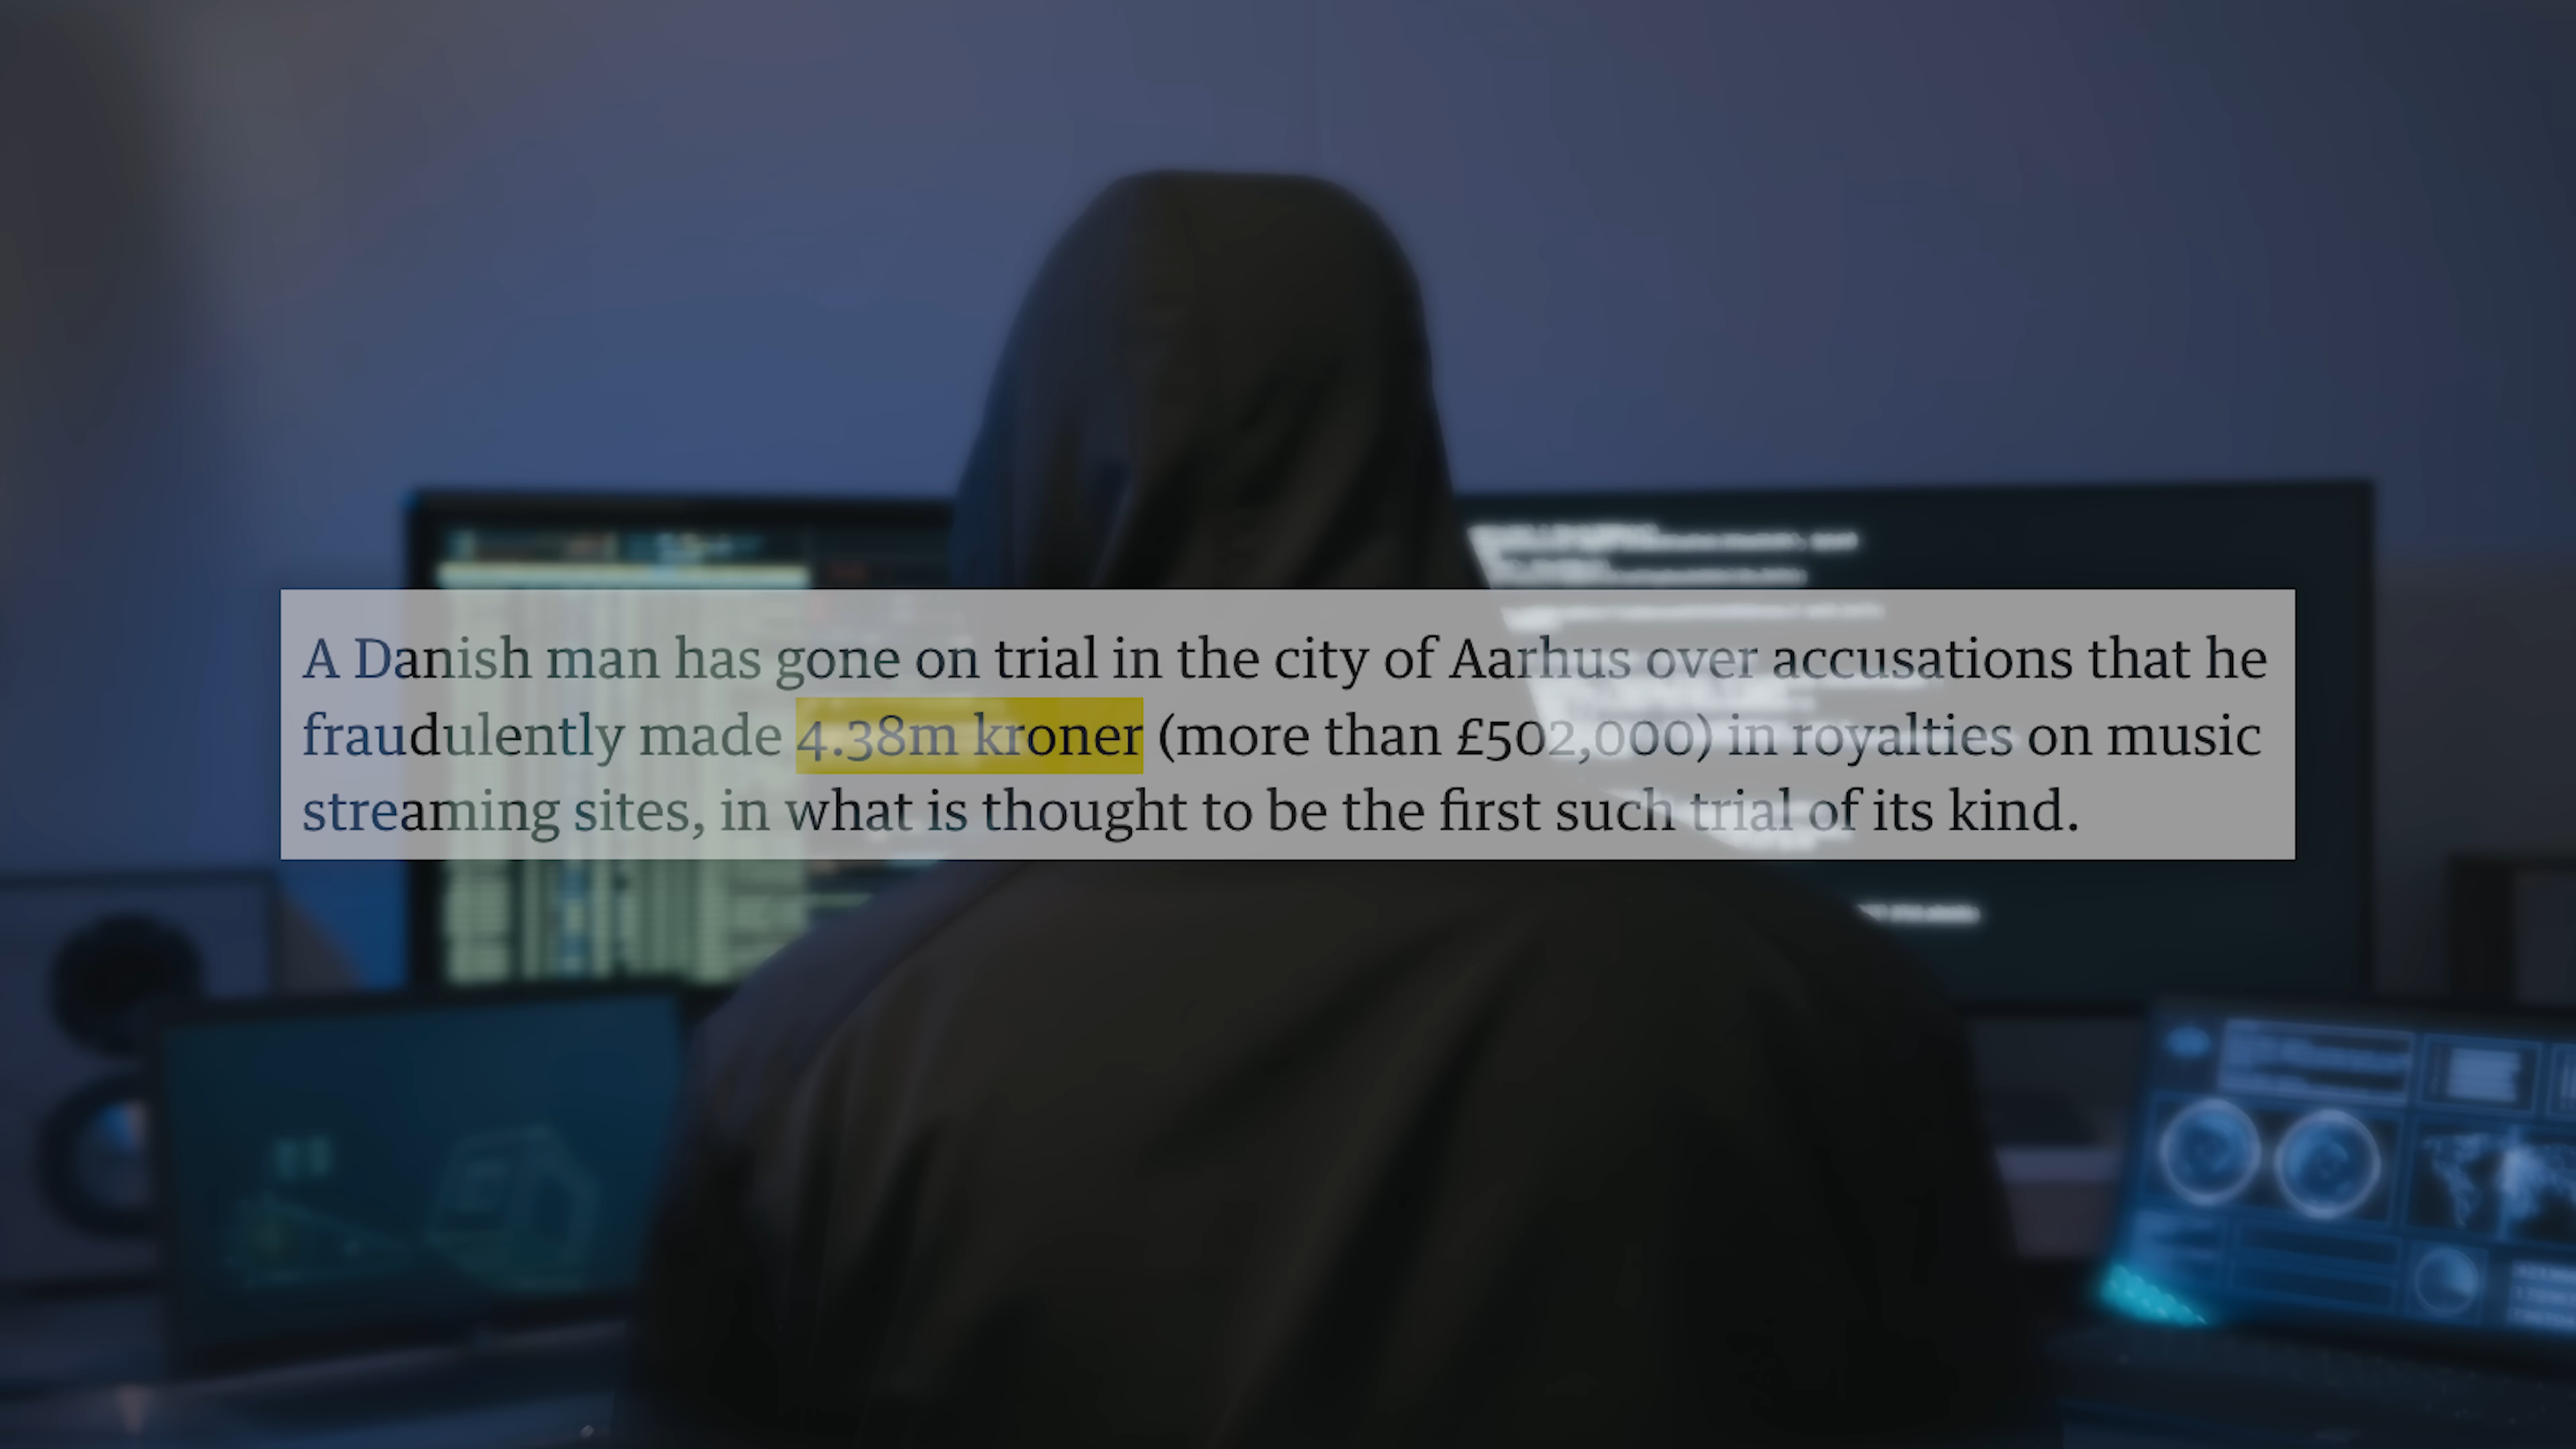 A Danish man has gone on trial in the city of Aarhus over accusations that he
fraudulently made 4.38m kroner (more than £502,000) in royalties on music
streaming sites, in what is thought to be the first such trial of its kind.